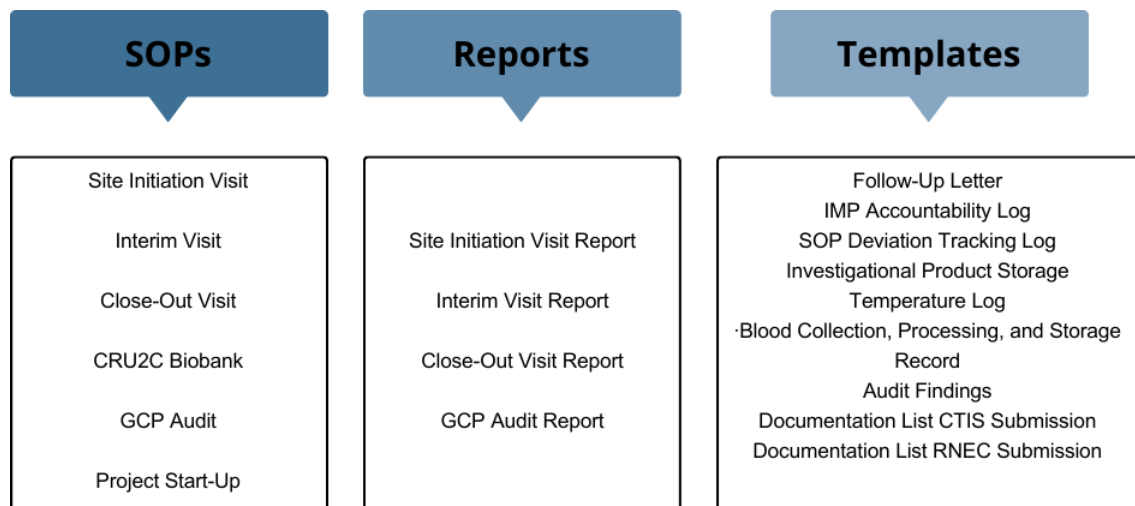 SOPs
Site Initiation Visit
Interim Visit
Close-Out Visit
CRU2C Biobank
GCP Audit
Project Start-Up
Reports
Site Initiation Visit Report
Interim Visit Report
Close-Out Visit Report
GCP Audit Report
Templates
Follow-Up Letter
IMP Accountability Log
SOP Deviation Tracking Log
Investigational Product Storage
Temperature Log
·Blood Collection, Processing, and Storage
Record
Audit Findings
Documentation List CTIS Submission
Documentation List RNEC Submission